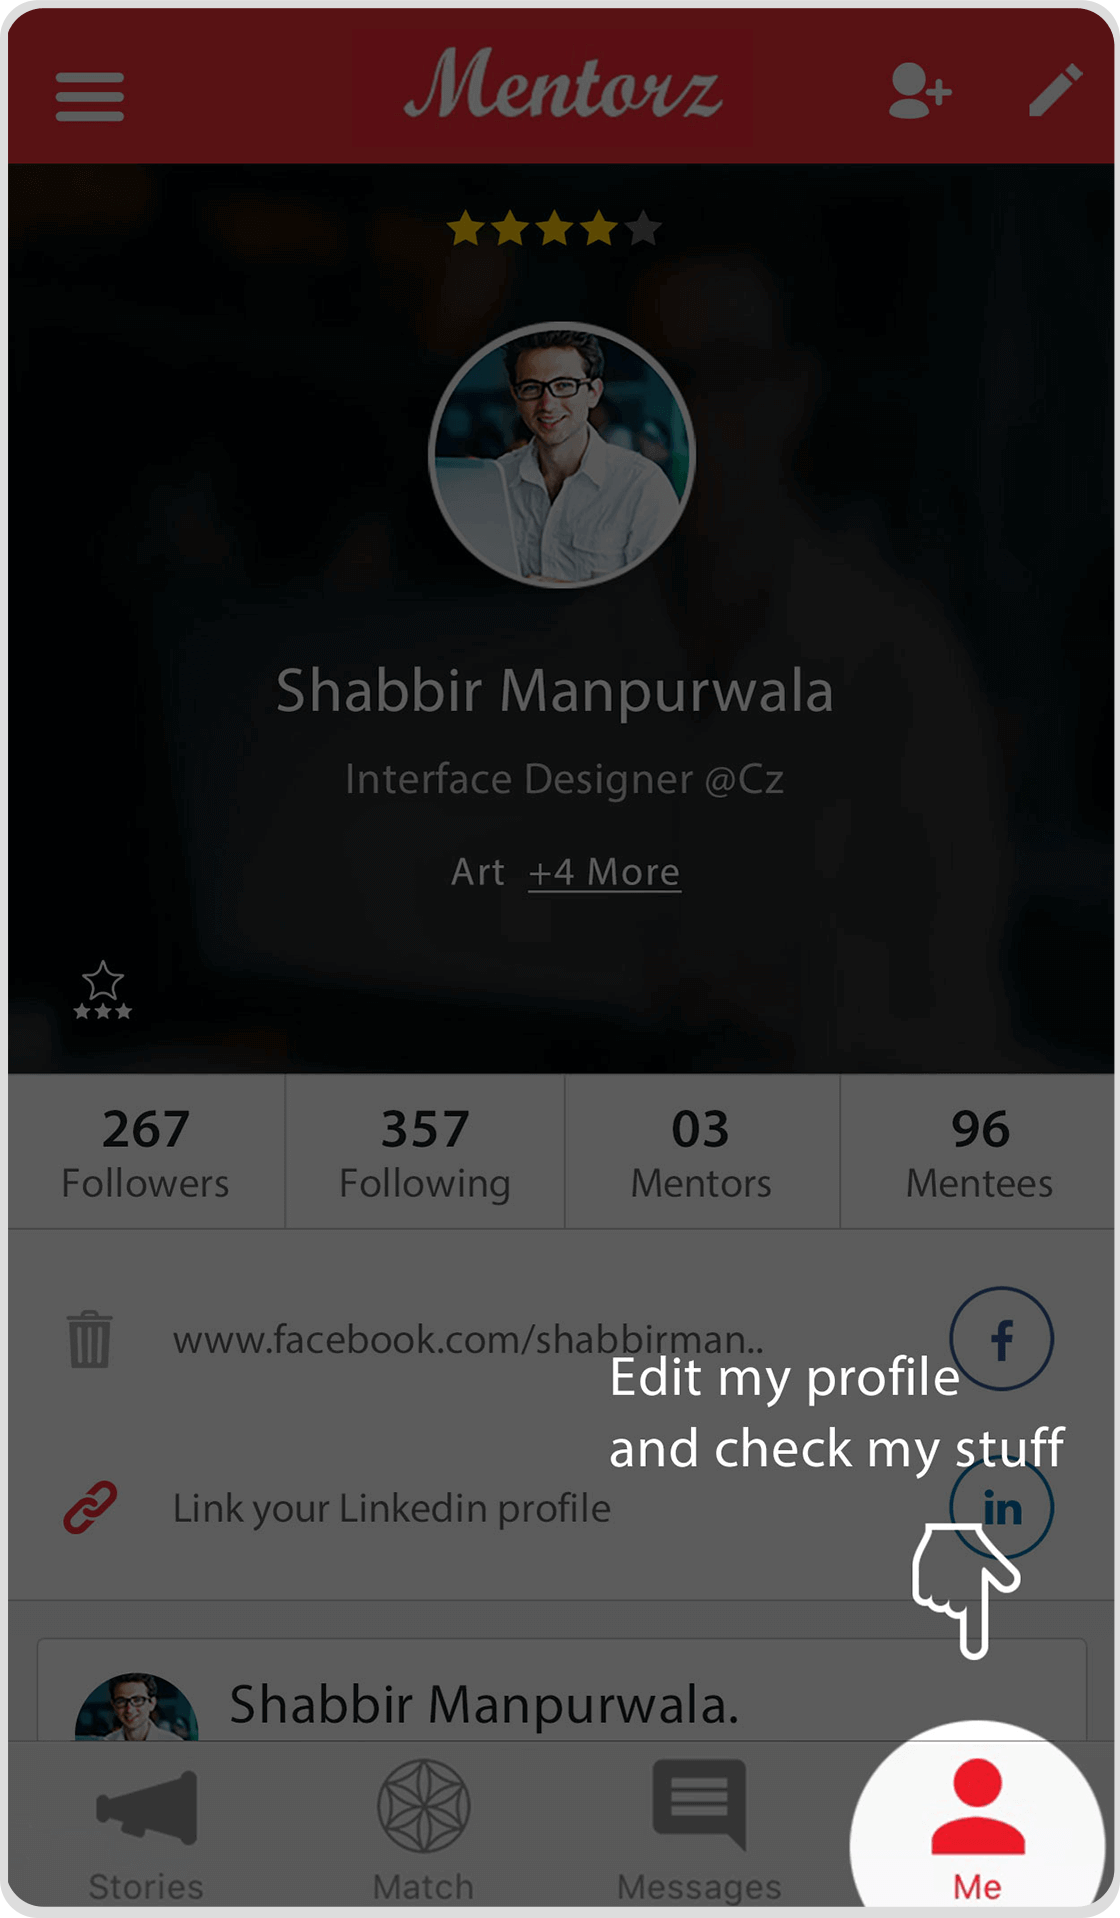 Mentorz
Shabbir Manpurwala
Interface Designer @Cz
Art +4 More
267 357 03 96
Followers Following Mentors Mentees
www.facebook.com/shabbirman..
f
Edit my profile
and check my stuff
Link your Linkedin profile
in
Shabbir Manpurwala.
Stories Match Messages Me